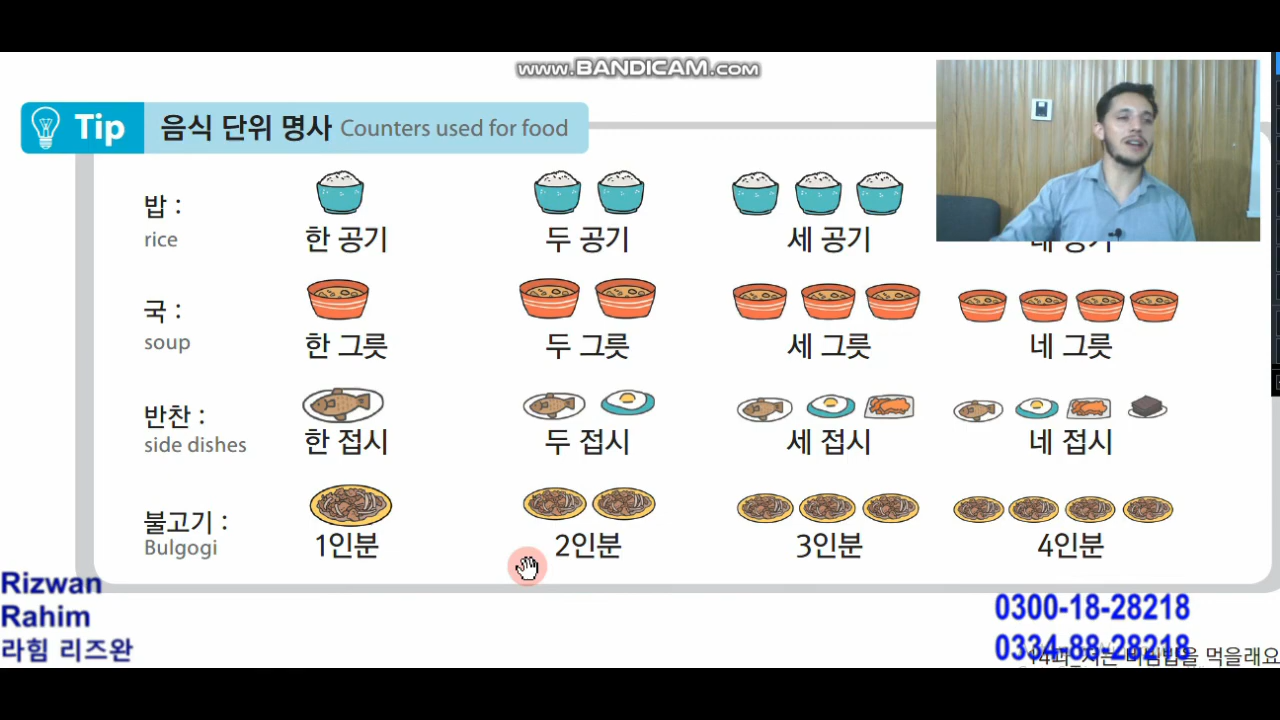 www.BANDICAM.com
Tip 음식 단위 명사 Counters used for food
밥 :
rice
한 공기 두 공기 세 공기
국 :
soup
한 그릇 두 그릇 세 그릇 네 그릇
반찬 :
side dishes
한 접시 두 접시 세 접시 네 접시
불고기 :
Bulgogi
1인분 2인분 3인분 4인분
Rizwan
Rahim
라힘 리즈완
0300-18-28218
0334-88-28218
먹을래요